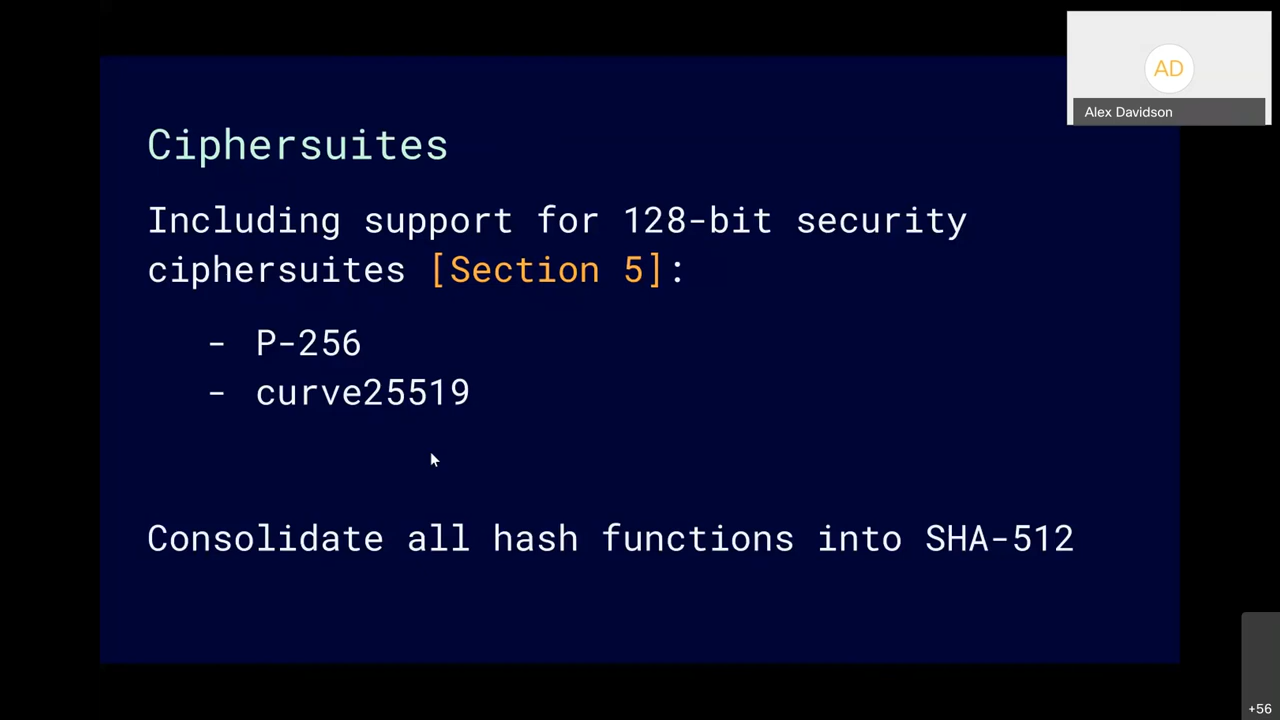 AD
Alex Davidson
Ciphersuites
Including support for 128-bit security
ciphersuites [Section 5]:
- P-256
- curve25519
Consolidate all hash functions into SHA-512
+56